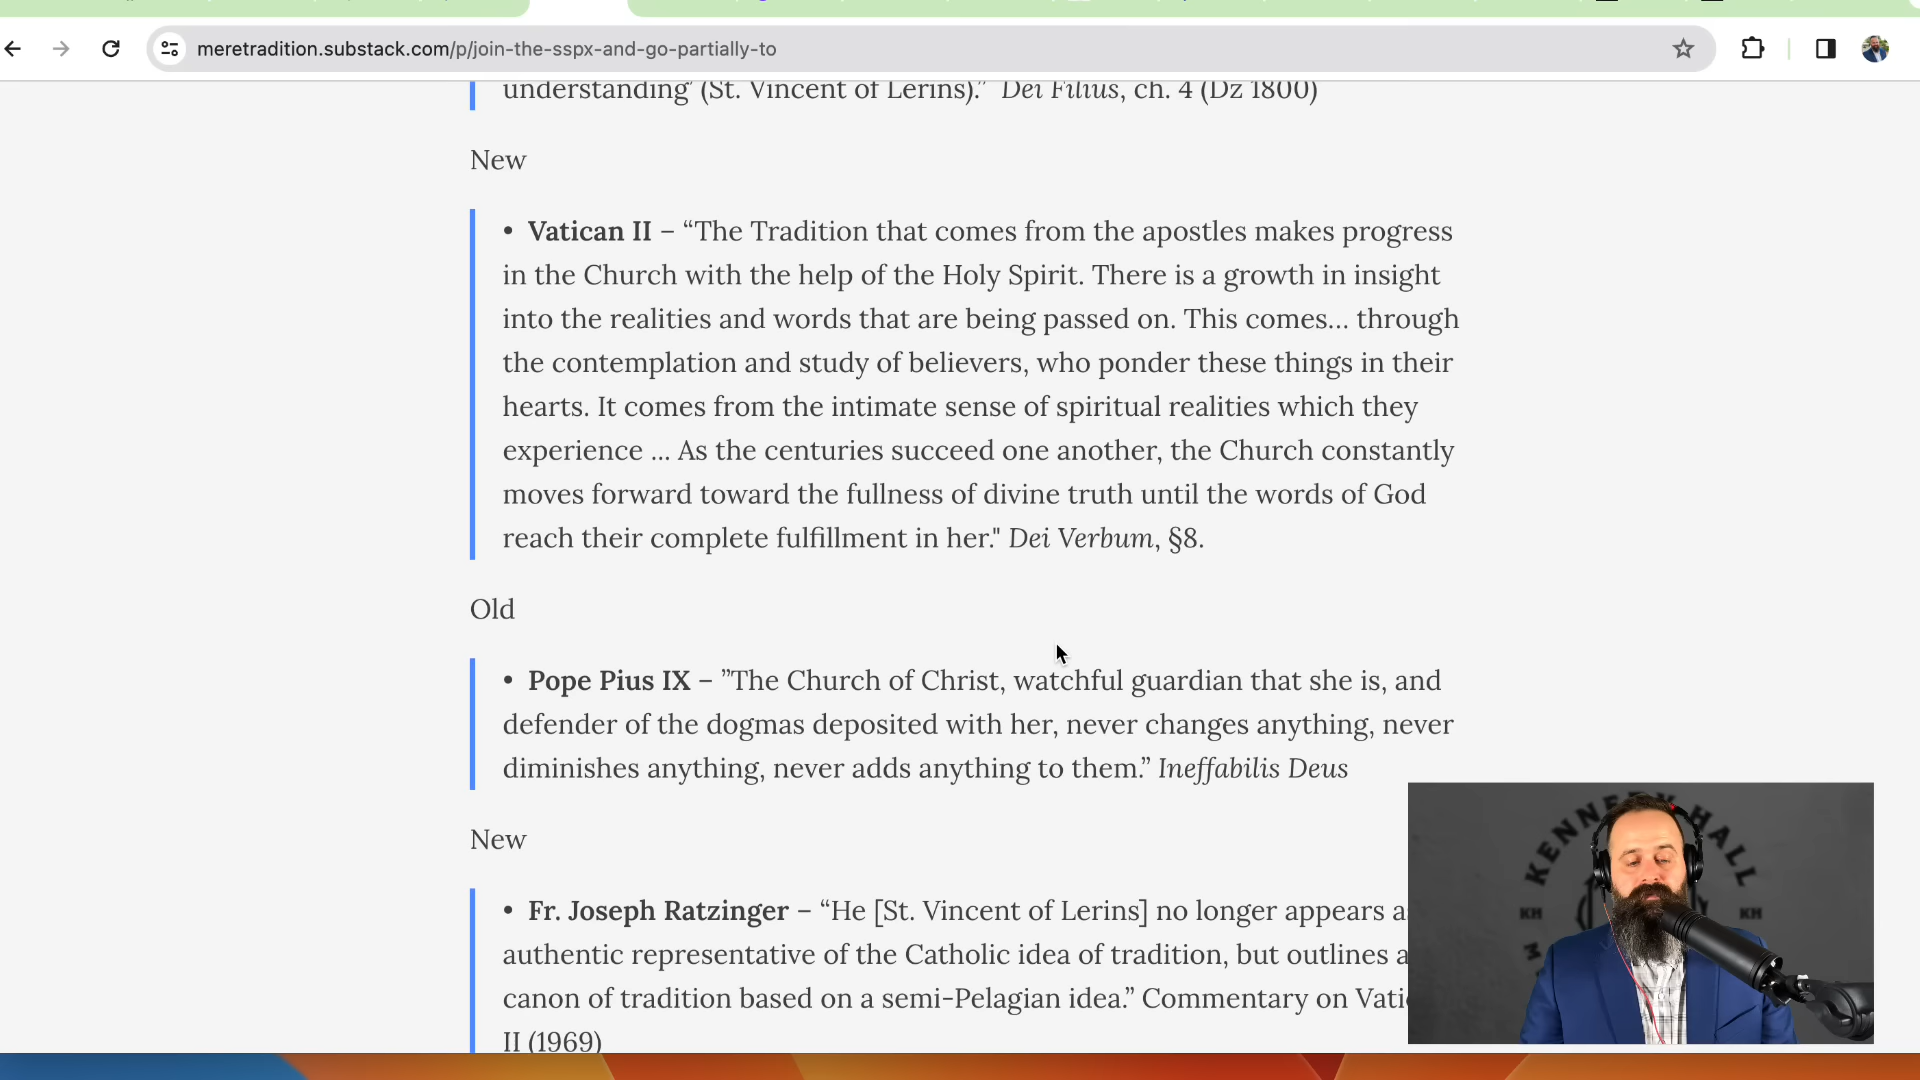 meretradition.substack.com/p/join-the-sspx-and-go-partially-to
understanding’ (St. Vincent of Lerins).” Dei Filius, ch. 4 (Dz 1800)
New
• Vatican II – “The Tradition that comes from the apostles makes progress
in the Church with the help of the Holy Spirit. There is a growth in insight
into the realities and words that are being passed on. This comes… through
the contemplation and study of believers, who ponder these things in their
hearts. It comes from the intimate sense of spiritual realities which they
experience … As the centuries succeed one another, the Church constantly
moves forward toward the fullness of divine truth until the words of God
reach their complete fulfillment in her." Dei Verbum, §8.
Old
• Pope Pius IX – ”The Church of Christ, watchful guardian that she is, and
defender of the dogmas deposited with her, never changes anything, never
diminishes anything, never adds anything to them.” Ineffabilis Deus
New
• Fr. Joseph Ratzinger – “He [St. Vincent of Lerins] no longer appears
authentic representative of the Catholic idea of tradition, but outlines
canon of tradition based on a semi-Pelagian idea.” Commentary on
II (1969)
KENNEDY HALL
KH KH